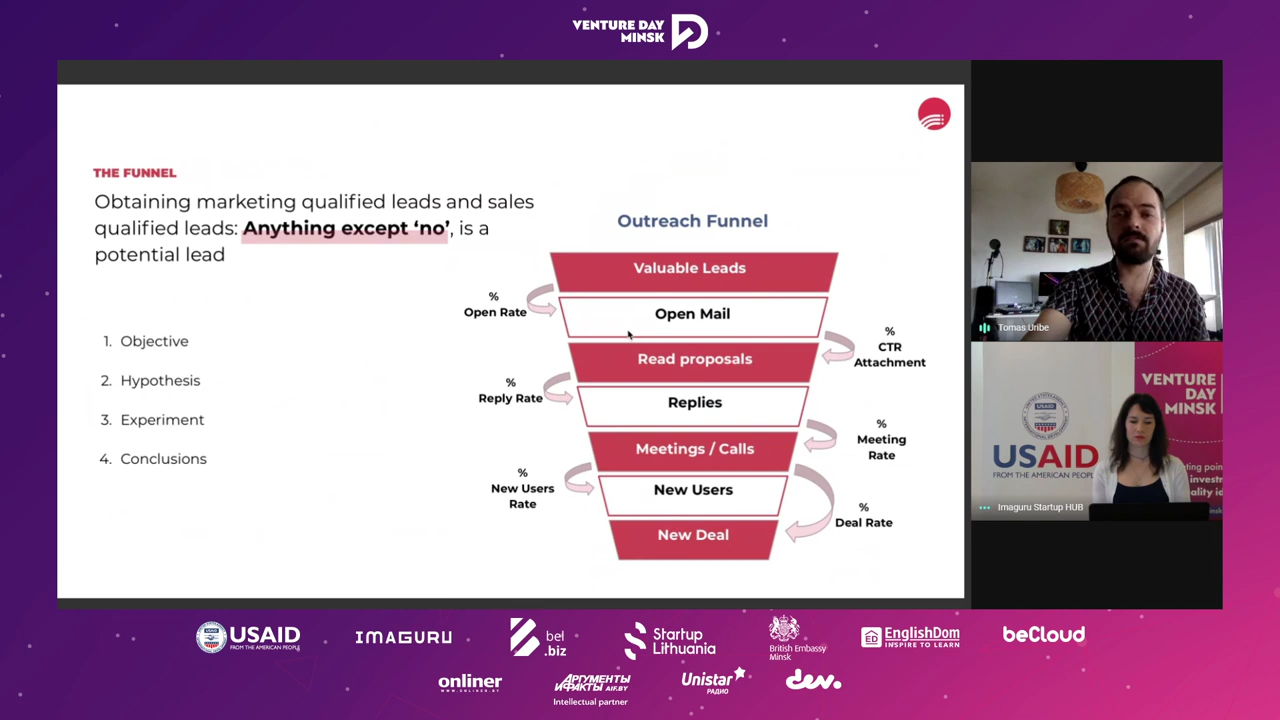 VENTURE DAY
MINSK
THE FUNNEL
Obtaining marketing qualified leads and sales
qualified leads: Anything except ‘no’, is a
potential lead
1. Objective
2. Hypothesis
3. Experiment
4. Conclusions
Outreach Funnel
Valuable Leads
%
Open Rate
Open Mail
%
CTR
Attachment
Read proposals
%
Reply Rate
Replies
%
Meeting
Rate
Meetings / Calls
%
New Users
Rate
New Users
%
Deal Rate
New Deal
Tomas Uribe
VENTURE
DAY
MINSK
USAID
FROM THE AMERICAN PEOPL
Imaguru Startup HUB
USAID
FROM THE AMERICAN PEOPLE
IMAGURU
bel
.biz
Startup
Lithuania
British Embassy
Minsk
ED
EnglishDom
INSPIRE TO LEARN
beCloud
onliner
WWW.ONLINER.BY
АРГУМЕНТЫ
И ФАКТЫ AIF.BY
Intellectual partner
Unistar
РАДИО
dev.